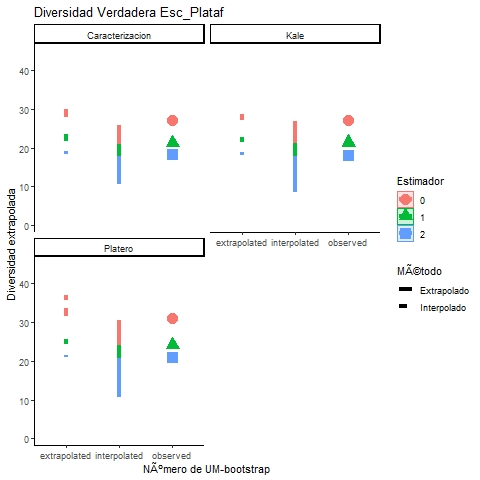 Diversidad Verdadera Esc_Plataf
Caracterizacion
Kale
40
30
20
10
0
extrapolated interpolated observed
Platero
40
30
20
10
0
extrapolated interpolated observed
Diversidad extrapolada
NÃºmero de UM-bootstrap
Estimador
0
1
2
MÃ©todo
Extrapolado
Interpolado